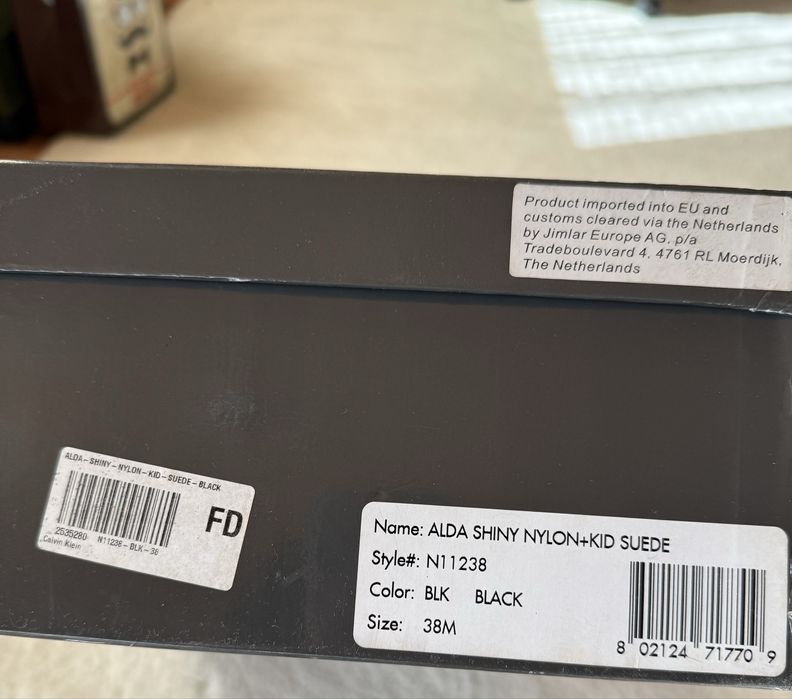 Product imported into EU and
customs cleared via the Netherlands
by Jimlar Europe AG, p/a
Tradeboulevard 4, 4761 RL Moerdijk,
The Netherlands
ALDA-SHINY-NYLON-KID-SUEDE-BLACK
FD
2535280 N11238-BLK-38
Calvin Klein
Name: ALDA SHINY NYLON+KID SUEDE
Style#: N11238
Color: BLK BLACK
Size: 38M
8 02124 71770 9